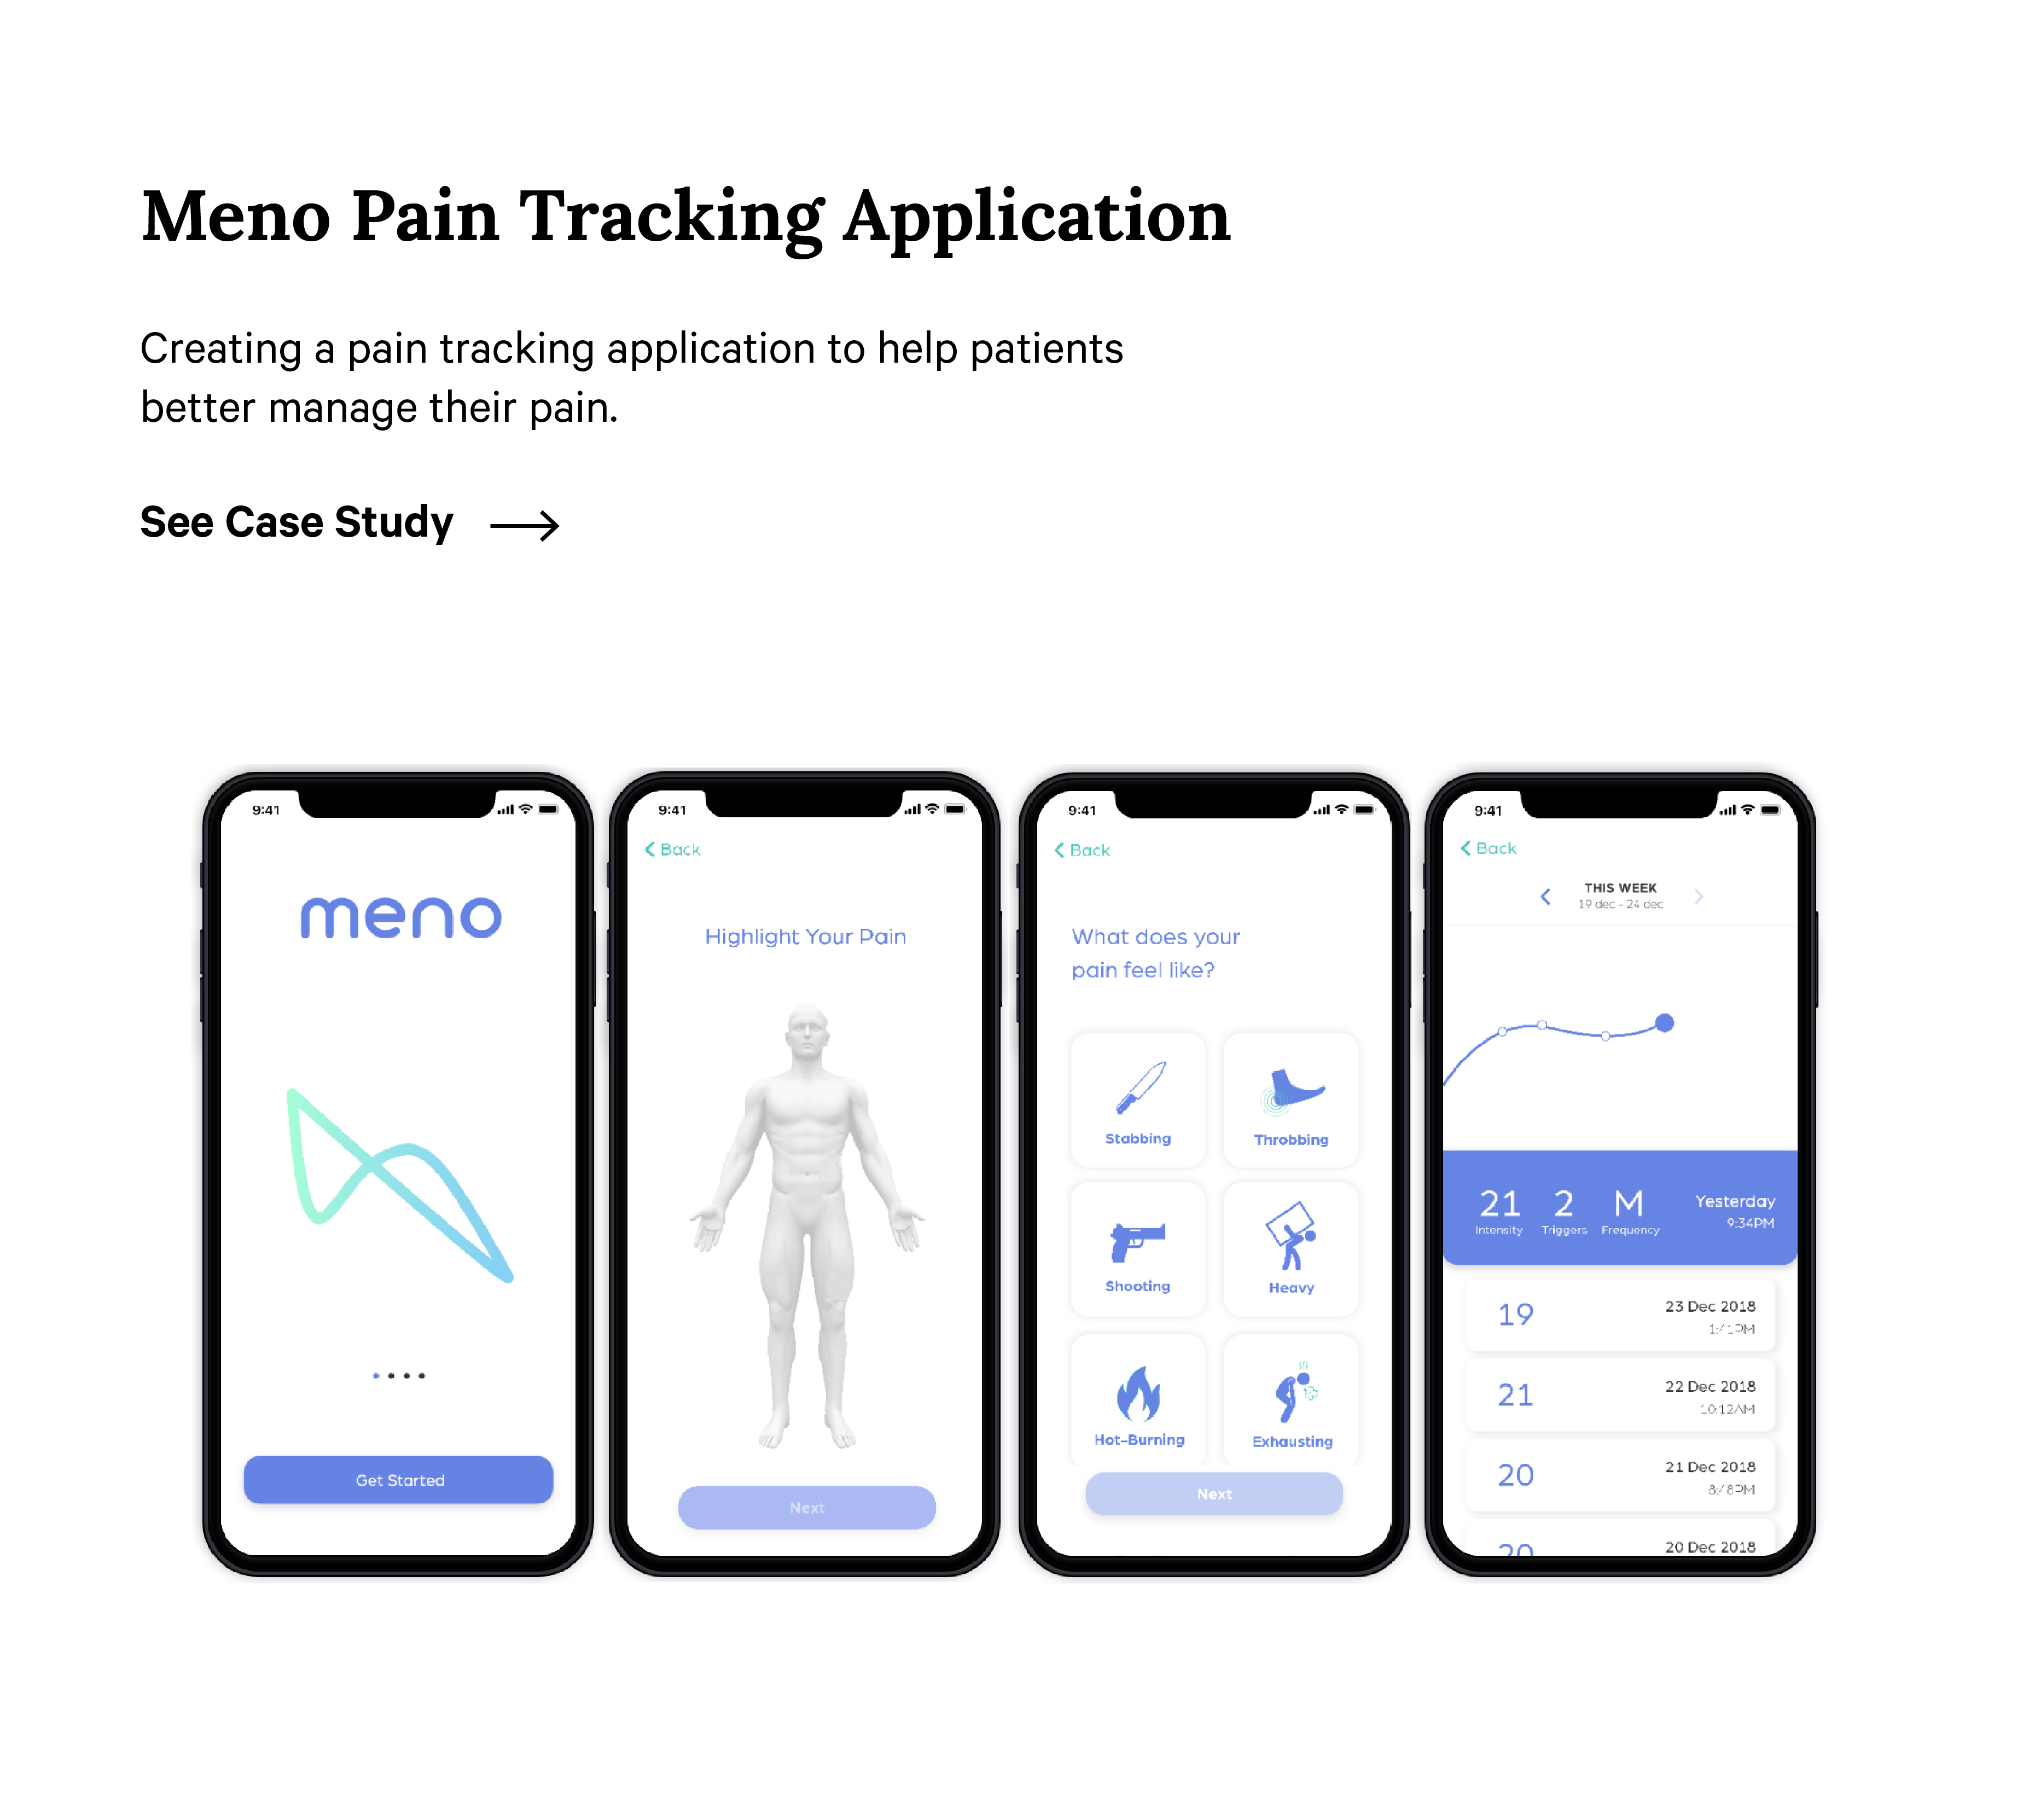 Meno Pain Tracking Application
Creating a pain tracking application to help patients
better manage their pain.
See Case Study
9:41
meno
Get Started
9:41
Back
Highlight Your Pain
Next
9:41
Back
What does your
pain feel like?
Stabbing
Throbbing
Shooting
Heavy
Hot-Burning
Exhausting
Next
9:41
Back
THIS WEEK
19 dec - 24 dec
21 2 M Yesterday
Intensity Triggers Frequency 9:34PM
19 23 Dec 2018
21 22 Dec 2018
10:12AM
20 21 Dec 2018
20 20 Dec 2018